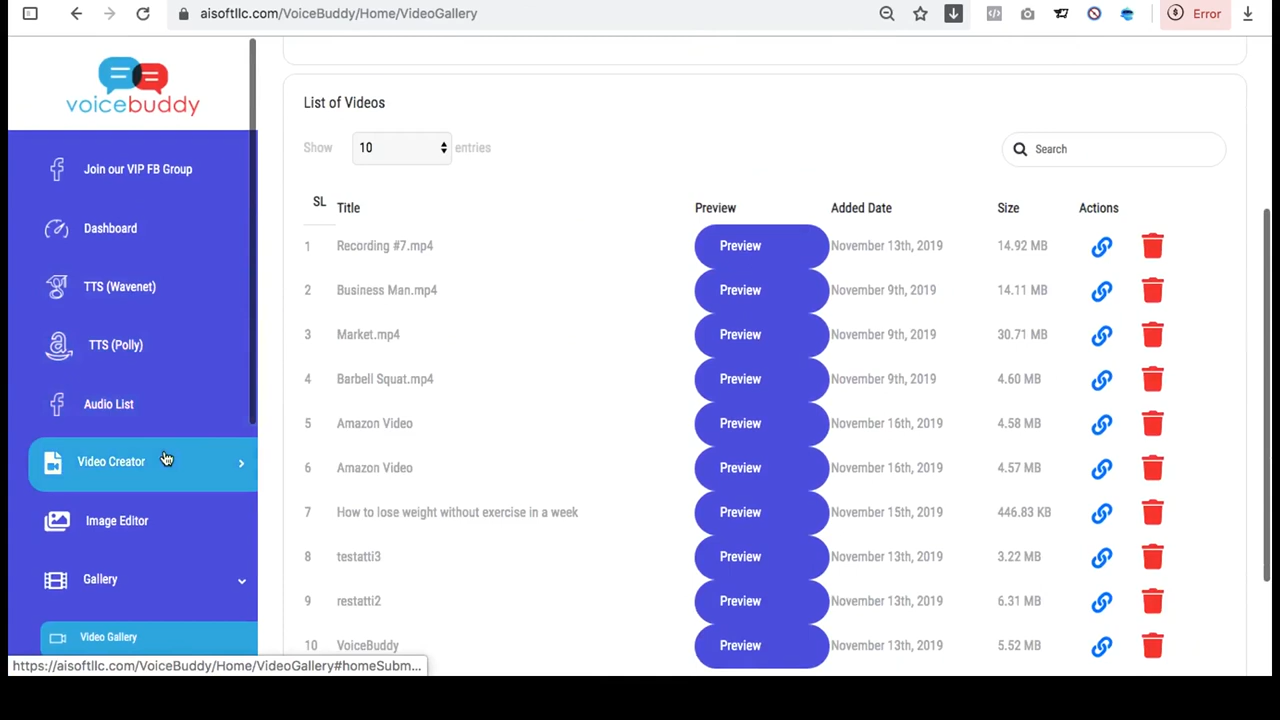 aisoftllc.com/VoiceBuddy/Home/VideoGallery
Error
voicebuddy
Join our VIP FB Group
Dashboard
TTS (Wavenet)
TTS (Polly)
Audio List
Video Creator
Image Editor
Gallery
Video Gallery
https://aisoftllc.com/VoiceBuddy/Home/VideoGallery#homeSubm...
List of Videos
Show 10 entries
Search
SL Title Preview Added Date Size Actions
1 Recording #7.mp4 Preview November 13th, 2019 14.92 MB
2 Business Man.mp4 Preview November 9th, 2019 14.11 MB
3 Market.mp4 Preview November 9th, 2019 30.71 MB
4 Barbell Squat.mp4 Preview November 9th, 2019 4.60 MB
5 Amazon Video Preview November 16th, 2019 4.58 MB
6 Amazon Video Preview November 16th, 2019 4.57 MB
7 How to lose weight without exercise in a week Preview November 15th, 2019 446.83 KB
8 testatti3 Preview November 13th, 2019 3.22 MB
9 restatti2 Preview November 13th, 2019 6.31 MB
10 VoiceBuddy Preview November 13th, 2019 5.52 MB